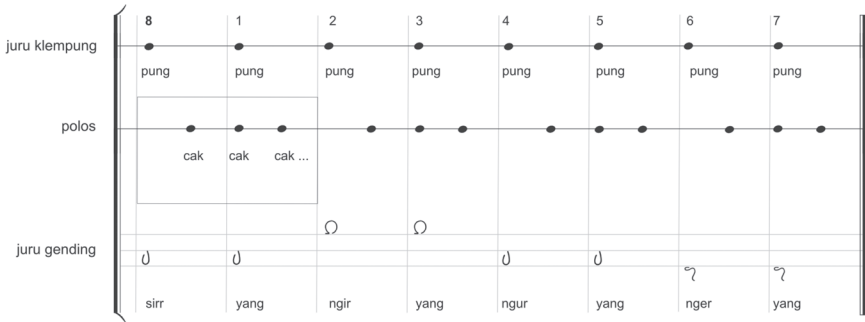 8 1 2 3 4 5 6 7
juru klempung
pung pung pung pung pung pung pung pung
polos
cak cak cak ...
juru gending
sirr yang ngir yang ngur yang nger yang